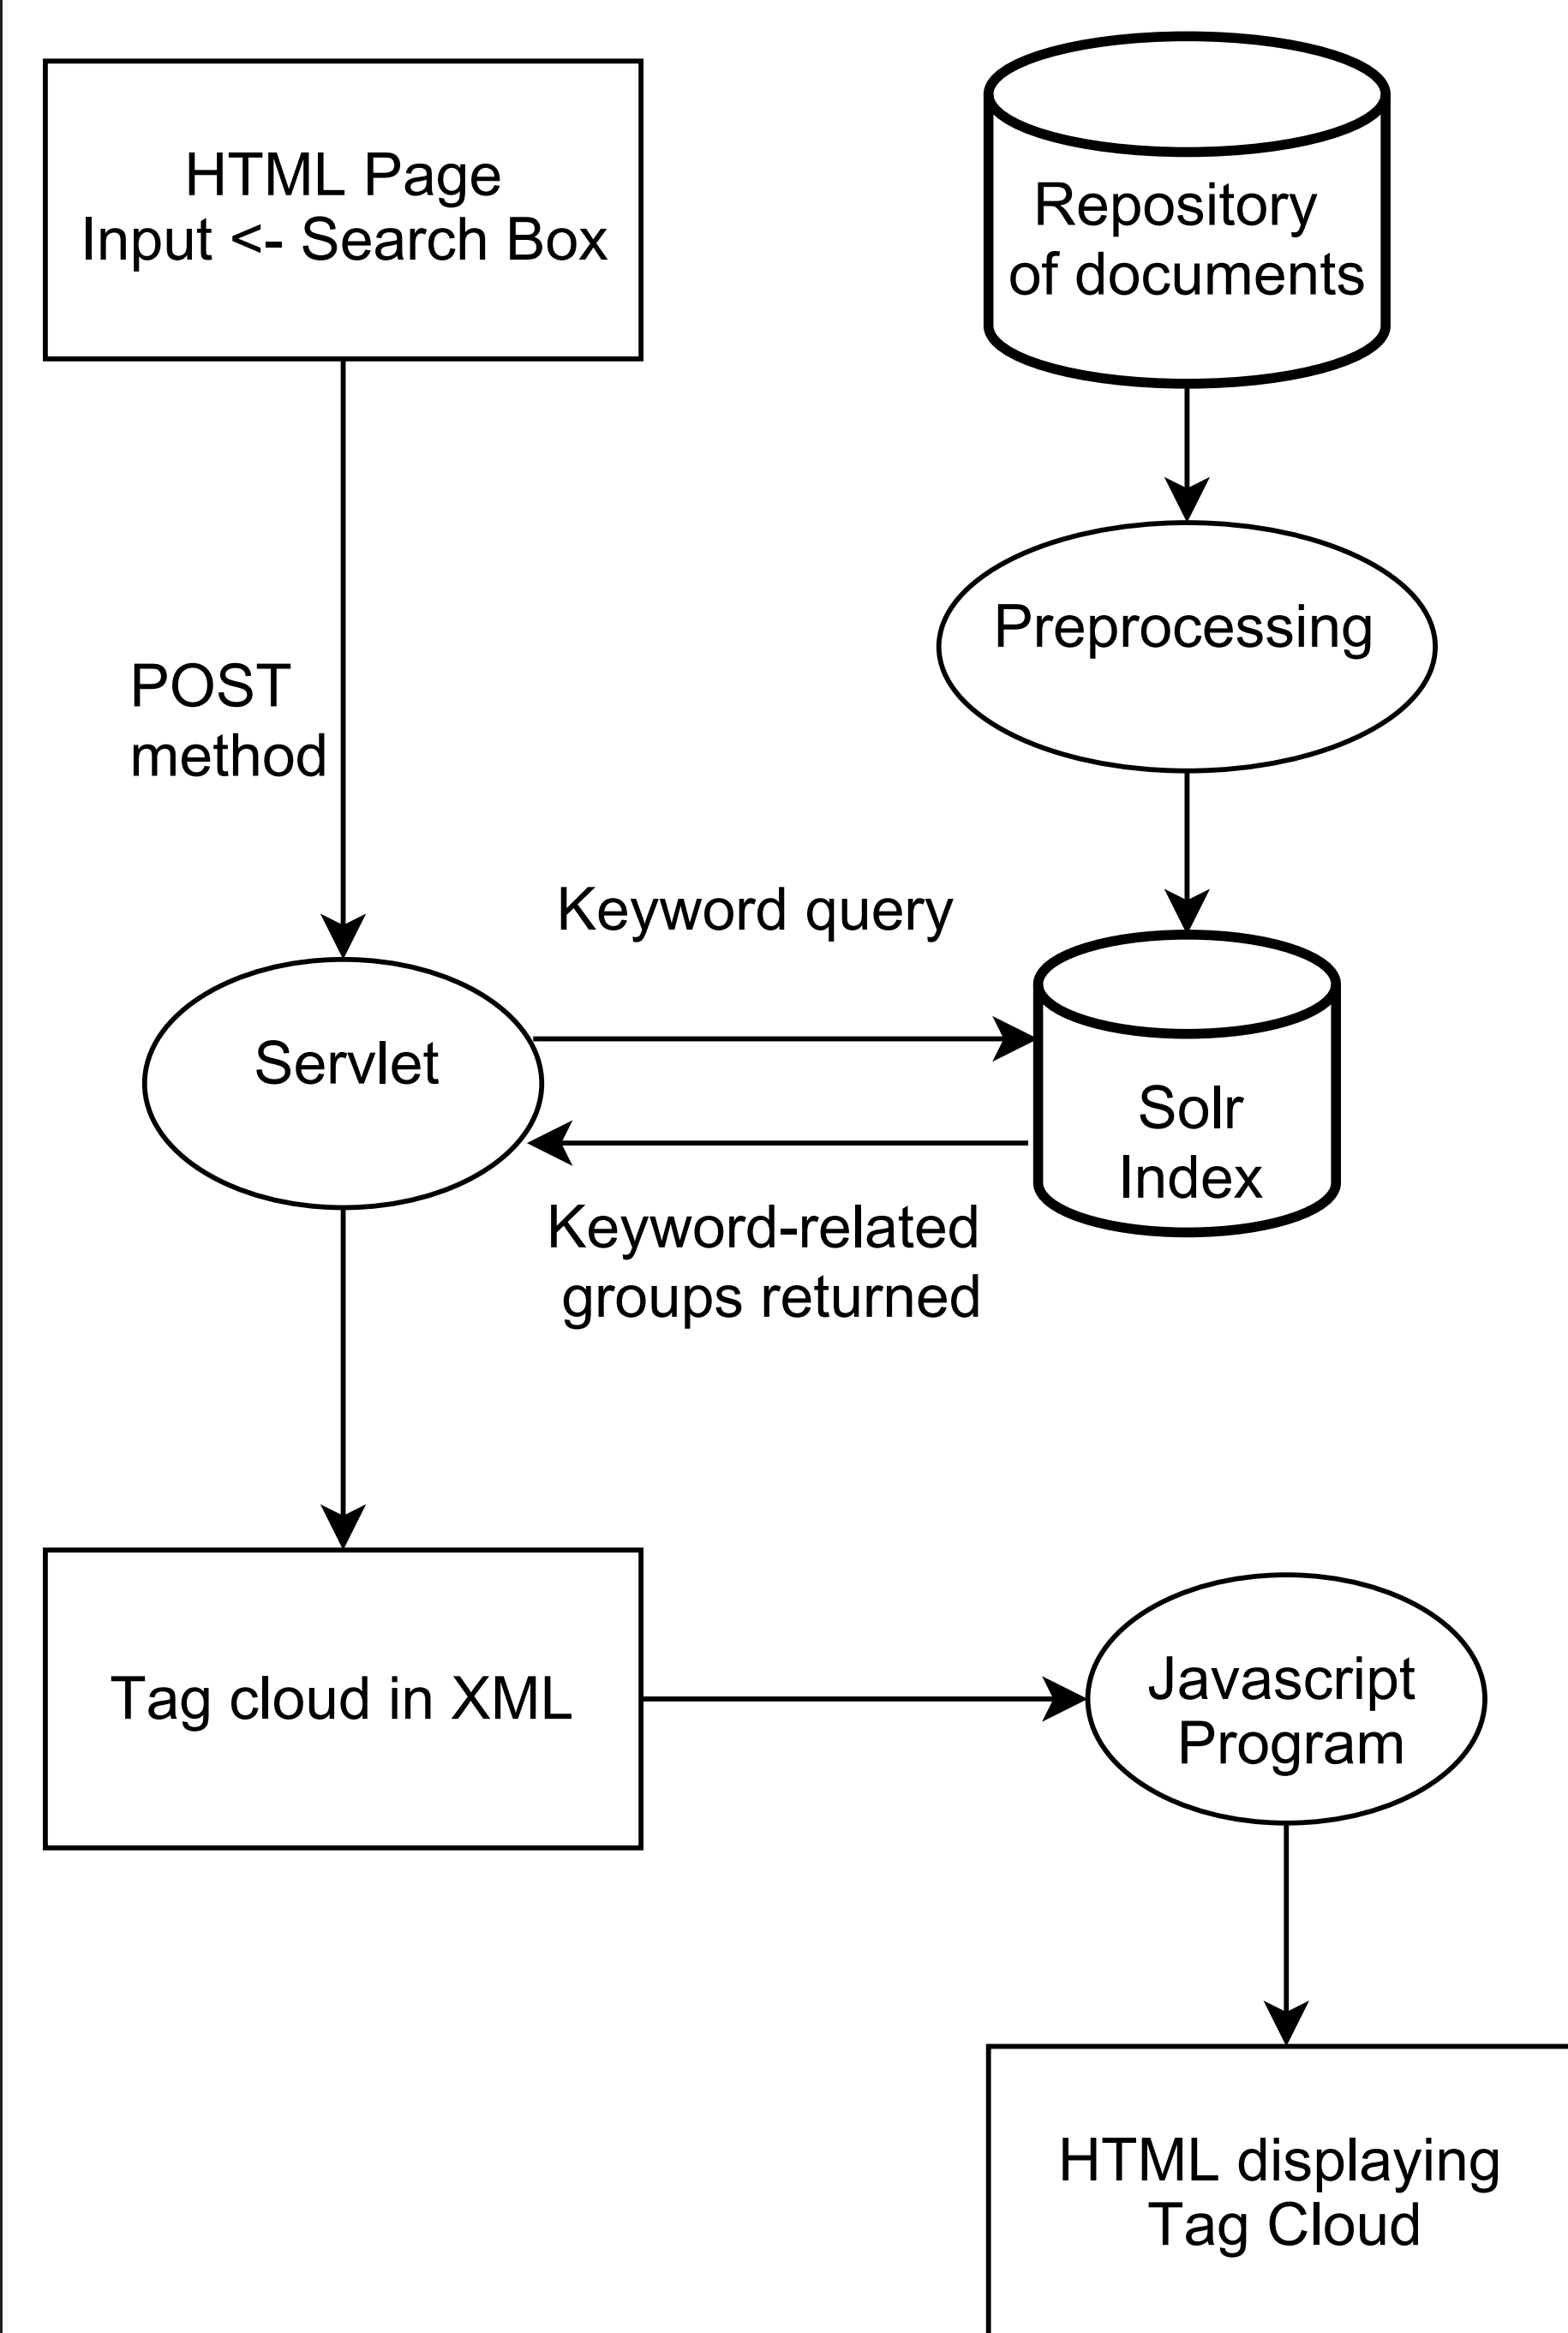 HTML Page
Input <- Search Box
Repository
of documents
Preprocessing
POST
method
Keyword query
Servlet
Solr
Index
Keyword-related
groups returned
Tag cloud in XML
Javascript
Program
HTML displaying
Tag Cloud